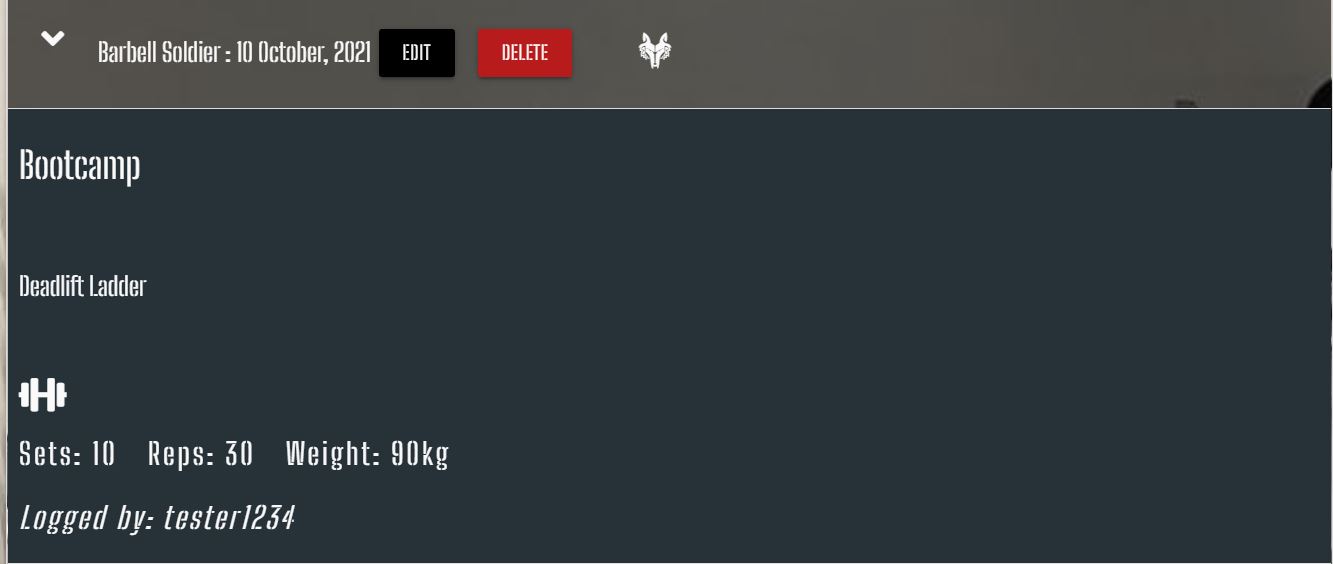 Barbell Soldier : 10 October, 2021 EDIT DELETE
Bootcamp
Deadlift Ladder
Sets: 10 Reps: 30 Weight: 90kg
Logged by: tester1234